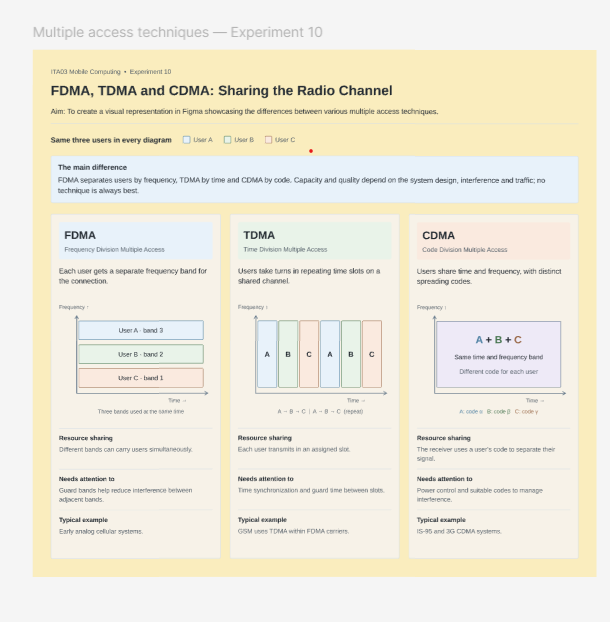 Multiple access techniques — Experiment 10
ITA03 Mobile Computing • Experiment 10
FDMA, TDMA and CDMA: Sharing the Radio Channel
Aim: To create a visual representation in Figma showcasing the differences between various multiple access techniques.
Same three users in every diagram
User A
User B
User C
The main difference
FDMA separates users by frequency, TDMA by time and CDMA by code. Capacity and quality depend on the system design, interference and traffic; no
technique is always best.
FDMA
Frequency Division Multiple Access
Each user gets a separate frequency band for
the connection.
Frequency ↑
User A · band 3
User B · band 2
User C · band 1
Time →
Three bands used at the same time
Resource sharing
Different bands can carry users simultaneously.
Needs attention to
Guard bands help reduce interference between
adjacent bands.
Typical example
Early analog cellular systems.
TDMA
Time Division Multiple Access
Users take turns in repeating time slots on a
shared channel.
Frequency ↑
A B C A B C
Time →
A → B → C | A → B → C (repeat)
Resource sharing
Each user transmits in an assigned slot.
Needs attention to
Time synchronization and guard time between slots.
Typical example
GSM uses TDMA within FDMA carriers.
CDMA
Code Division Multiple Access
Users share time and frequency, with distinct
spreading codes.
Frequency ↑
A + B + C
Same time and frequency band
Different code for each user
Time →
A: code α B: code β C: code γ
Resource sharing
The receiver uses a user's code to separate their
signal.
Needs attention to
Power control and suitable codes to manage
interference.
Typical example
IS-95 and 3G CDMA systems.